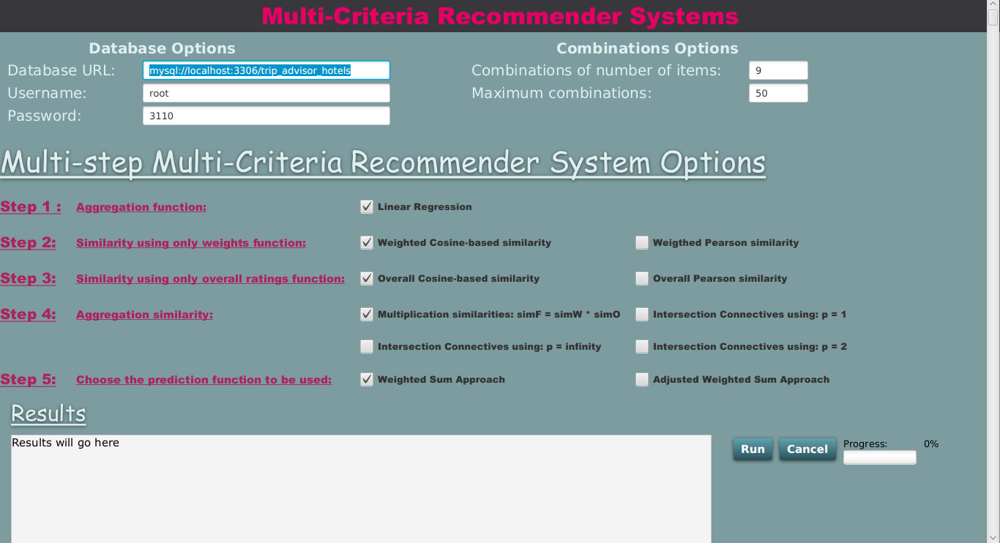 Multi-Criteria Recommender Systems
Database Options
Combinations Options
Database URL: mysql://localhost:3306/trip_advisor_hotels
Combinations of number of items: 9
Username: root
Maximum combinations: 50
Password: 3110
Multi-step Multi-Criteria Recommender System Options
Step 1 : Aggregation function: Linear Regression
Step 2: Similarity using only weights function: Weighted Cosine-based similarity Weigthed Pearson similarity
Step 3: Similarity using only overall ratings function: Overall Cosine-based similarity Overall Pearson similarity
Step 4: Aggregation similarity: Multiplication similarities: simF = simW * simO Intersection Connectives using: p = 1
Intersection Connectives using: p = infinity Intersection Connectives using: p = 2
Step 5: Choose the prediction function to be used: Weighted Sum Approach Adjusted Weighted Sum Approach
Results
Results will go here
Run Cancel Progress: 0%